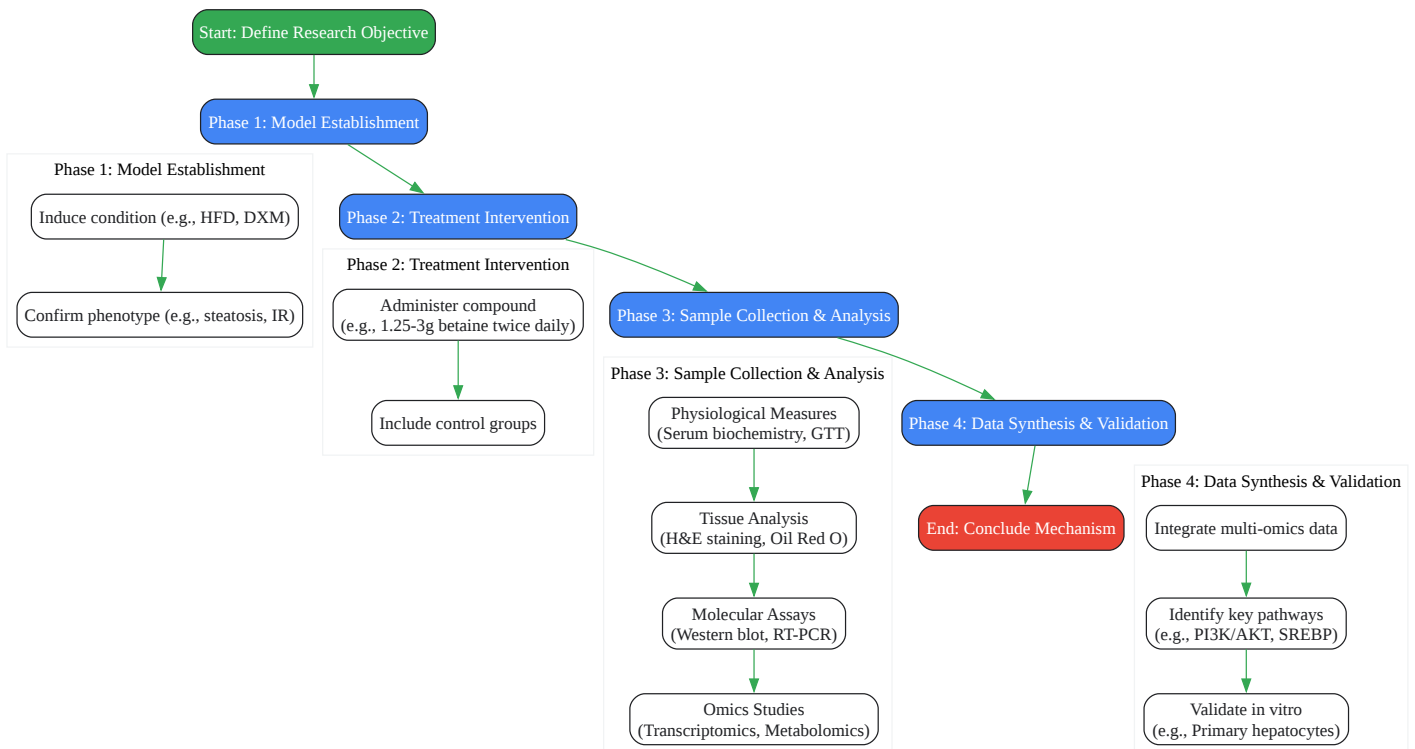 Start: Define Research Objective
Phase 1: Model Establishment
Phase 1: Model Establishment
Induce condition (e.g., HFD, DXM)
Confirm phenotype (e.g., steatosis, IR)
Phase 2: Treatment Intervention
Phase 2: Treatment Intervention
Administer compound
(e.g., 1.25-3g betaine twice daily)
Include control groups
Phase 3: Sample Collection & Analysis
Phase 3: Sample Collection & Analysis
Physiological Measures
(Serum biochemistry, GTT)
Tissue Analysis
(H&E staining, Oil Red O)
Molecular Assays
(Western blot, RT-PCR)
Omics Studies
(Transcriptomics, Metabolomics)
Phase 4: Data Synthesis & Validation
End: Conclude Mechanism
Phase 4: Data Synthesis & Validation
Integrate multi-omics data
Identify key pathways
(e.g., PI3K/AKT, SREBP)
Validate in vitro
(e.g., Primary hepatocytes)